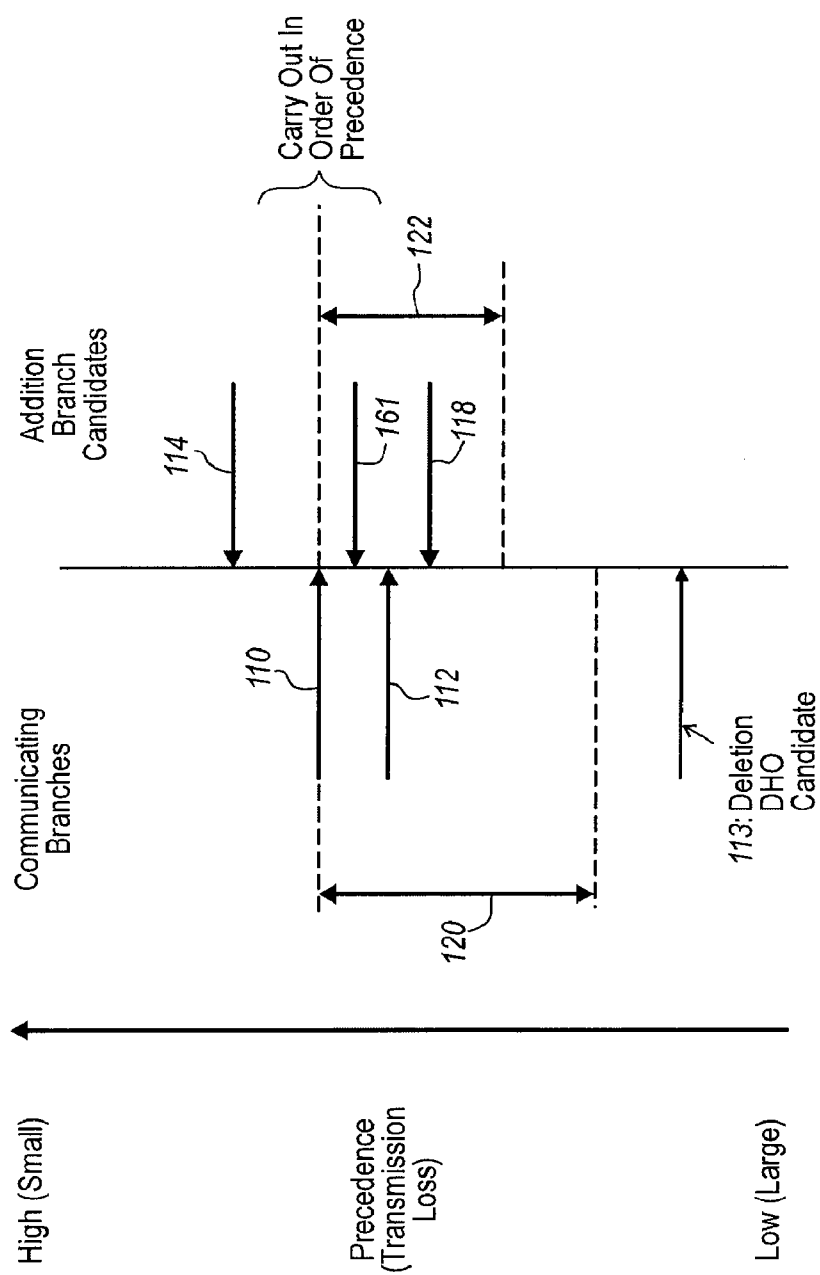 High (Small)
Precedence
(Transmission
Loss)
Low (Large)
Communicating
Branches
Addition
Branch
Candidates
114
110
161
112
118
122
120
Carry Out In
Order Of
Precedence
113: Deletion
DHO
Candidate